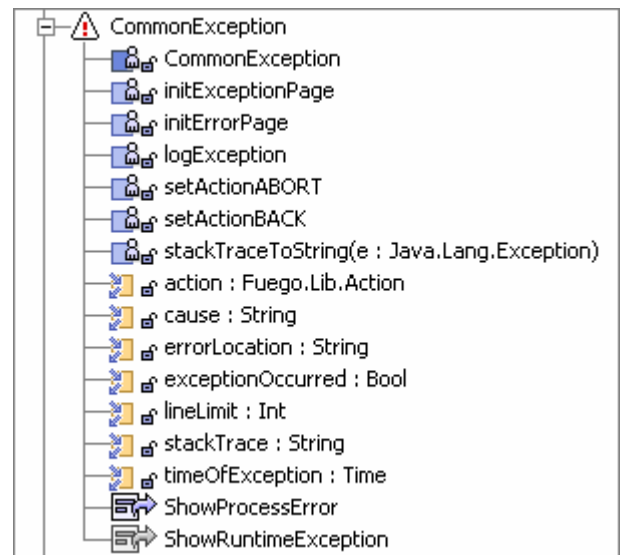 CommonException
CommonException
initExceptionPage
initErrorPage
logException
setActionABORT
setActionBACK
stackTraceToString(e : Java.Lang.Exception)
action : Fuego.Lib.Action
cause : String
errorLocation : String
exceptionOccurred : Bool
lineLimit : Int
stackTrace : String
timeOfException : Time
ShowProcessError
ShowRuntimeException